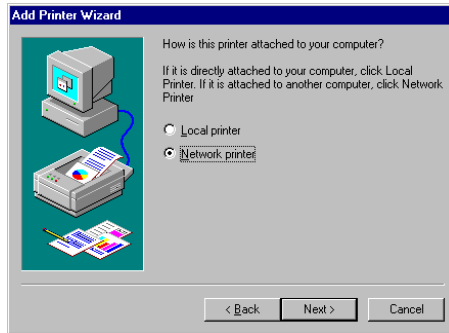 Add Printer Wizard
How is this printer attached to your computer?
If it is directly attached to your computer, click Local
Printer. If it is attached to another computer, click Network
Printer
Local printer
Network printer
< Back Next > Cancel